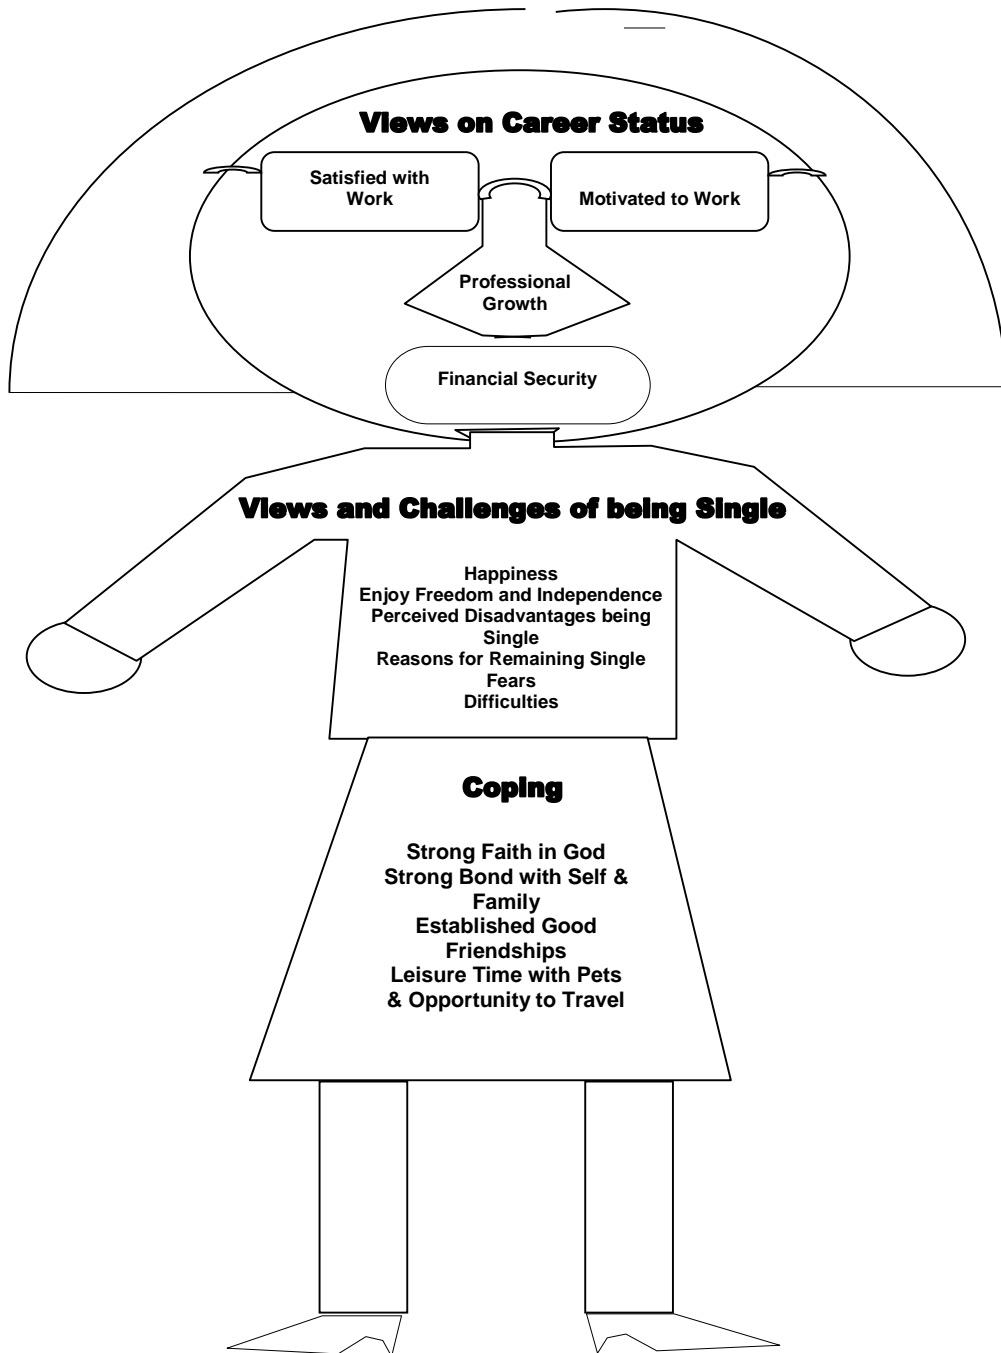 Views on Career Status
Satisfied with
Work
Motivated to Work
Professional
Growth
Financial Security
Views and Challenges of being Single
Happiness
Enjoy Freedom and Independence
Perceived Disadvantages being
Single
Reasons for Remaining Single
Fears
Difficulties
Coping
Strong Faith in God
Strong Bond with Self &
Family
Established Good
Friendships
Leisure Time with Pets
& Opportunity to Travel